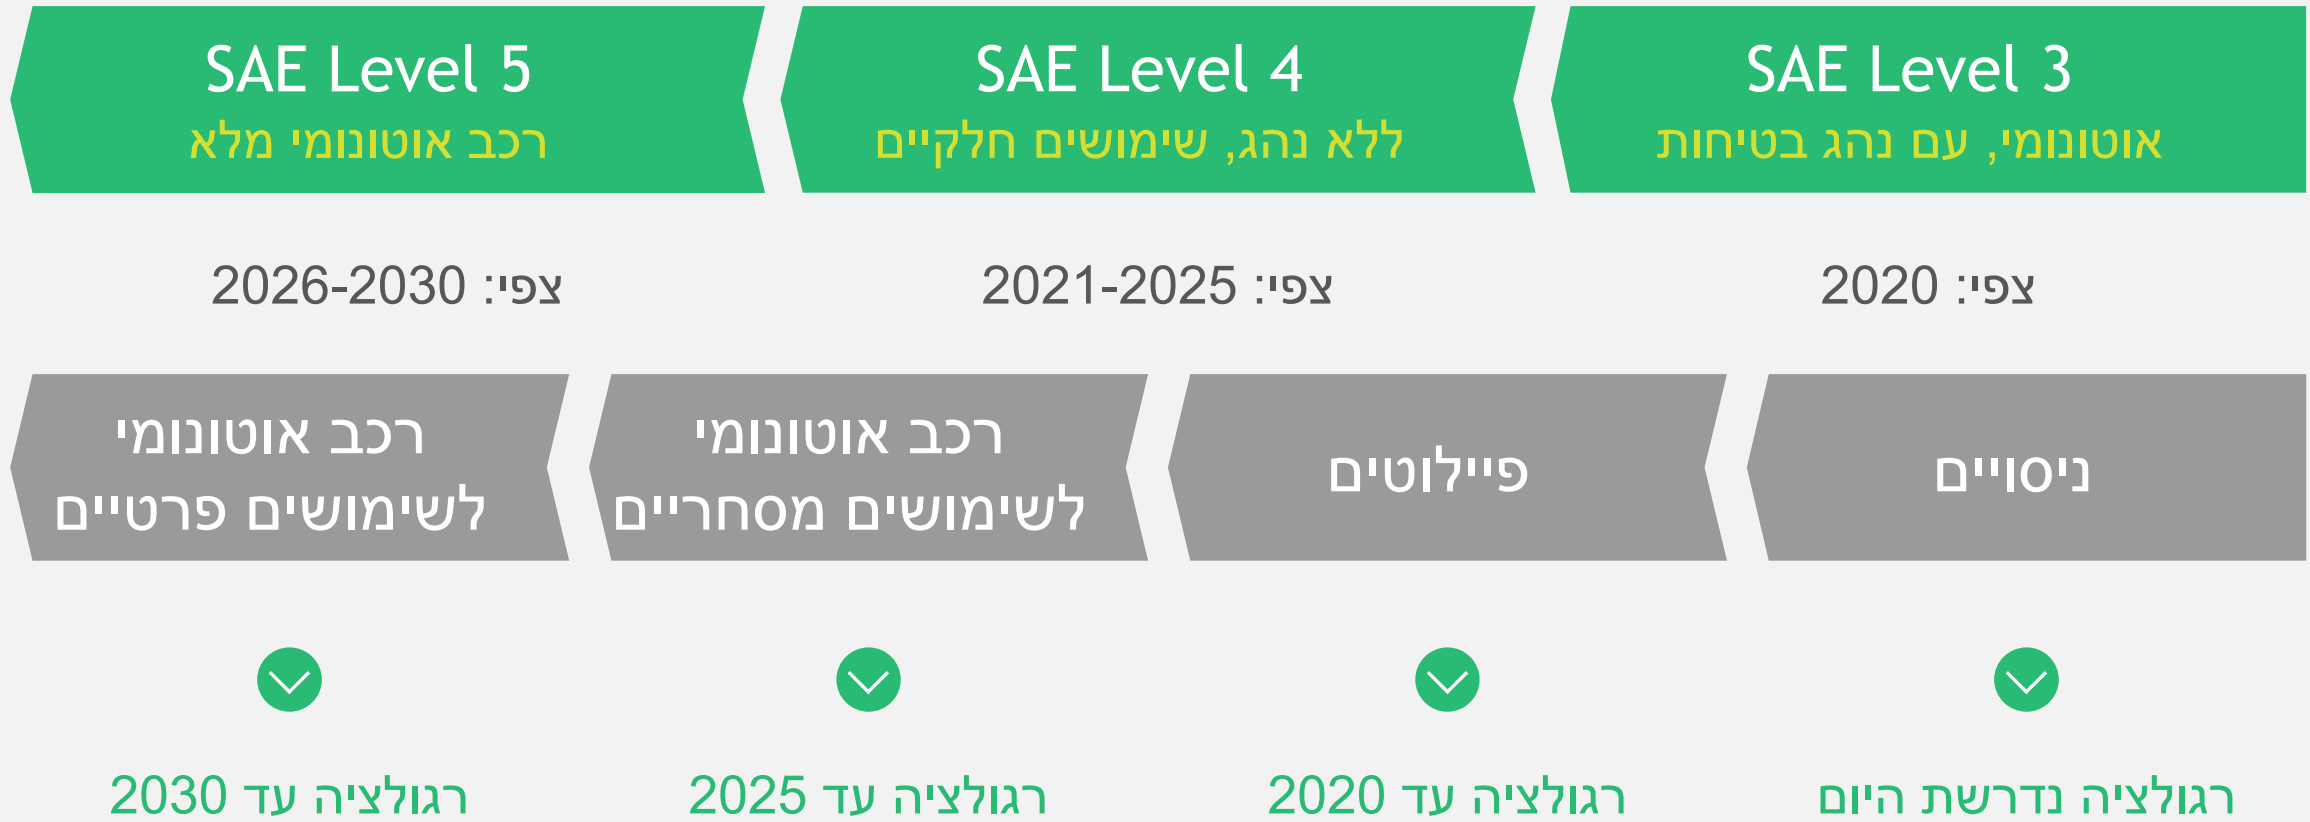 SAE Level 3
אוטונומי, עם נהג בטיחות
SAE Level 4
ללא נהג, שימושים חלקיים
SAE Level 5
רכב אוטונומי מלא
צפי: 2020
צפי: 2021-2025
צפי: 2026-2030
ניסויים
פיילוטים
רכב אוטונומי
לשימושים מסחריים
רכב אוטונומי
לשימושים פרטיים
רגולציה נדרשת היום
רגולציה עד 2020
רגולציה עד 2025
רגולציה עד 2030